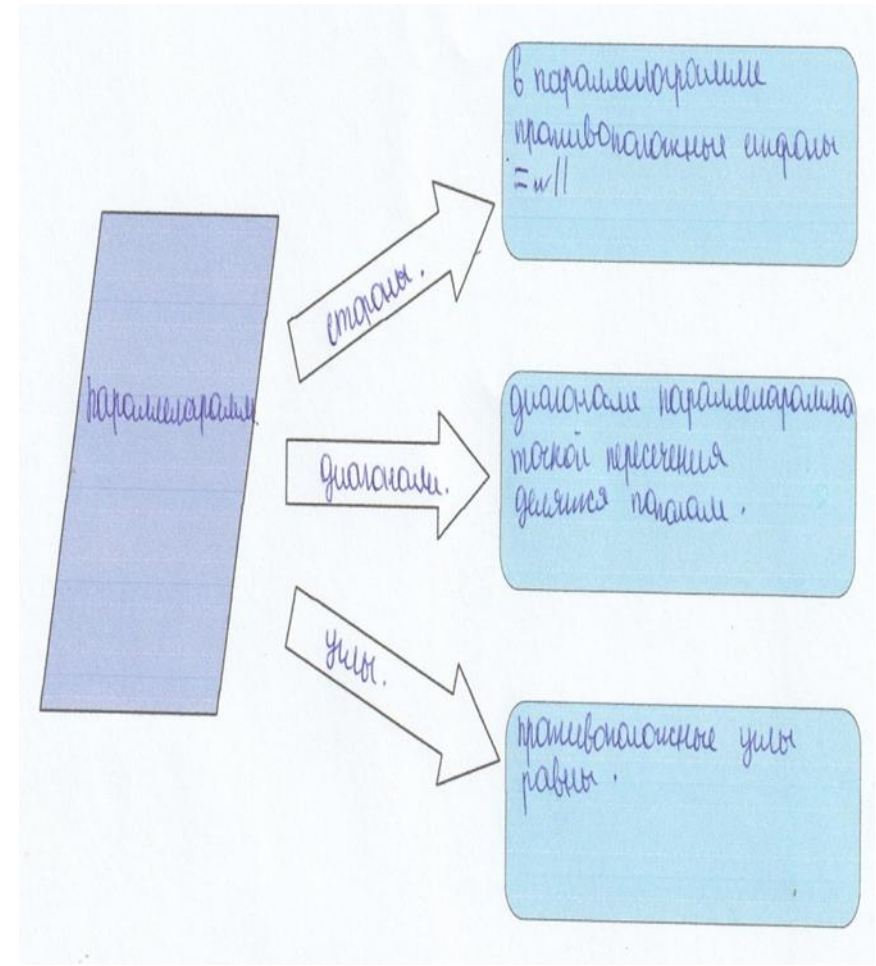 параллелограмм
стороны.
в параллелограмме
противоположные стороны
= и ||
диагонали.
диагонали параллелограмма
точкой пересечения
делятся пополам.
углы.
противоположные углы
равны.